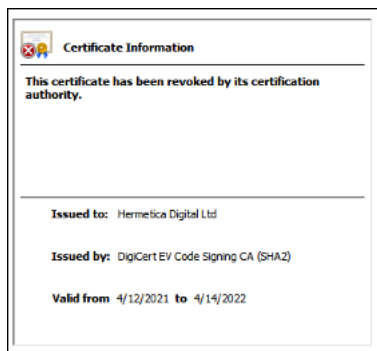 Certificate Information
This certificate has been revoked by its certification
authority.
Issued to: Hermetica Digital Ltd
Issued by: DigiCert EV Code Signing CA (SHA2)
Valid from 4/12/2021 to 4/14/2022